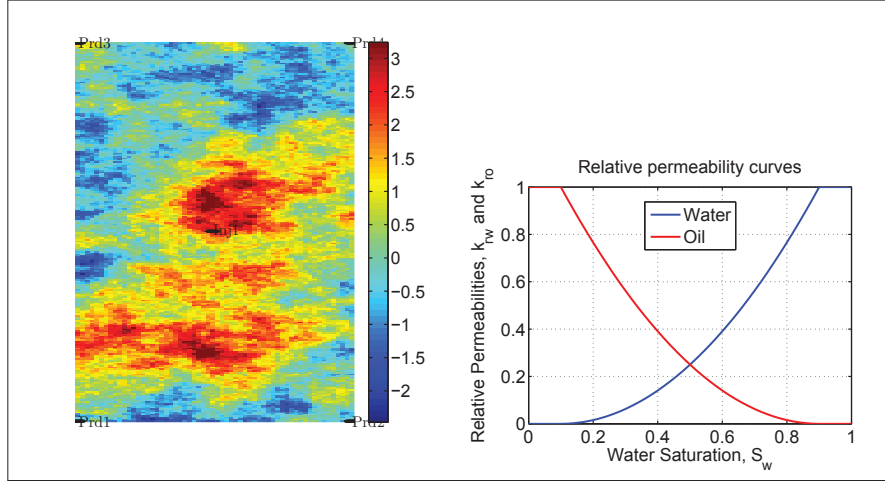 Prd3
Prd4
3
2.5
2
1.5
1
0.5
0
−0.5
−1
−1.5
−2
Inj1
Prd1
Prd2
Relative permeability curves
Relative Permeabilities, k_rw and k_ro
1
0.8
0.6
0.4
0.2
0
Water
Oil
0 0.2 0.4 0.6 0.8 1
Water Saturation, S_w